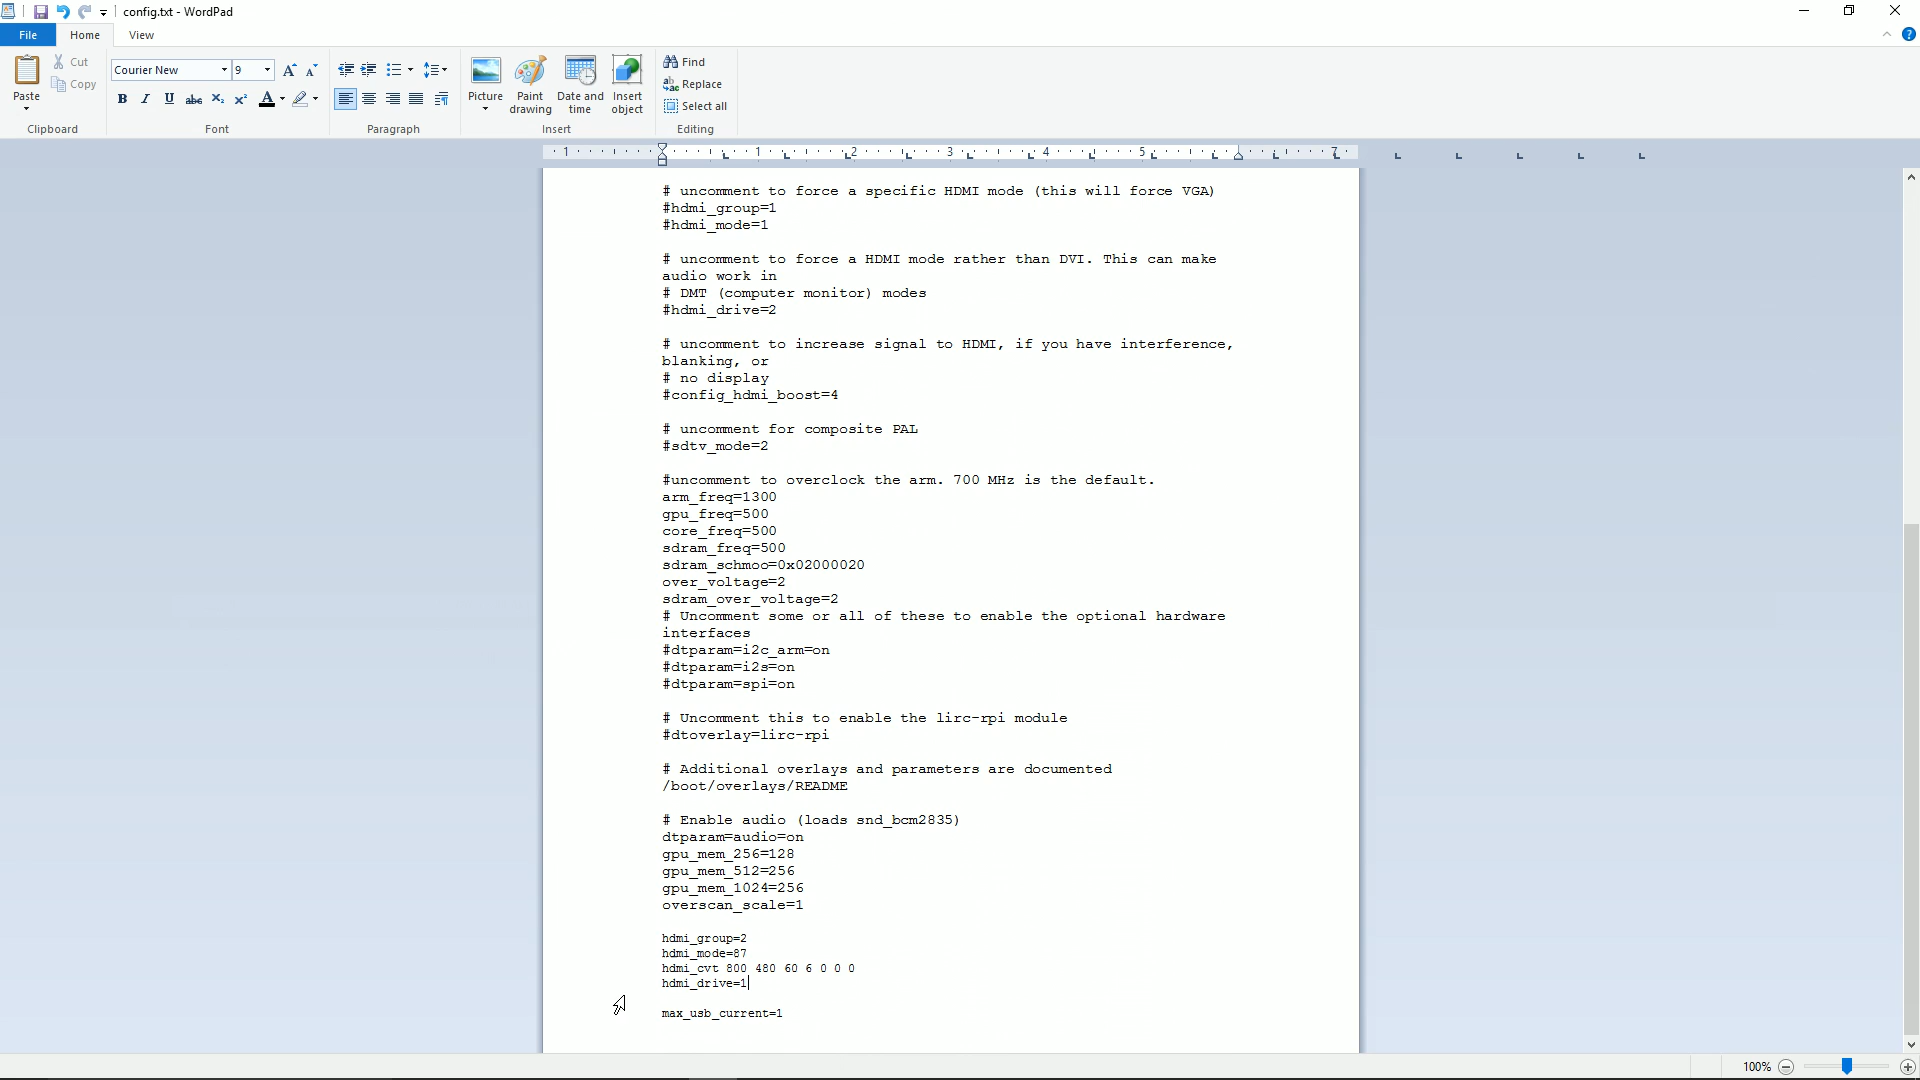 config.txt - WordPad
File
Home
View
Paste
Cut
Copy
Clipboard
Courier New
9
Font
Paragraph
Picture
Paint drawing
Date and time
Insert object
Insert
Find
Replace
Select all
Editing
1 1 2 3 4 5 7
# uncomment to force a specific HDMI mode (this will force VGA)
#hdmi_group=1
#hdmi_mode=1
# uncomment to force a HDMI mode rather than DVI. This can make
audio work in
# DMT (computer monitor) modes
#hdmi_drive=2
# uncomment to increase signal to HDMI, if you have interference,
blanking, or
# no display
#config_hdmi_boost=4
# uncomment for composite PAL
#sdtv_mode=2
#uncomment to overclock the arm. 700 MHz is the default.
arm_freq=1300
gpu_freq=500
core_freq=500
sdram_freq=500
sdram_schmoo=0x02000020
over_voltage=2
sdram_over_voltage=2
# Uncomment some or all of these to enable the optional hardware
interfaces
#dtparam=i2c_arm=on
#dtparam=i2s=on
#dtparam=spi=on
# Uncomment this to enable the lirc-rpi module
#dtoverlay=lirc-rpi
# Additional overlays and parameters are documented
/boot/overlays/README
# Enable audio (loads snd_bcm2835)
dtparam=audio=on
gpu_mem_256=128
gpu_mem_512=256
gpu_mem_1024=256
overscan_scale=1
hdmi_group=2
hdmi_mode=87
hdmi_cvt 800 480 60 6 0 0 0
hdmi_drive=1
max_usb_current=1
100%